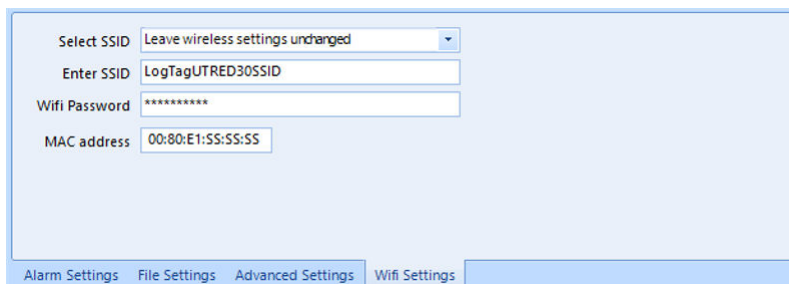 Select SSID Leave wireless settings unchanged
Enter SSID LogTagUTRED30SSID
Wifi Password **********
MAC address 00:80:E1:SS:SS:SS
Alarm Settings File Settings Advanced Settings Wifi Settings